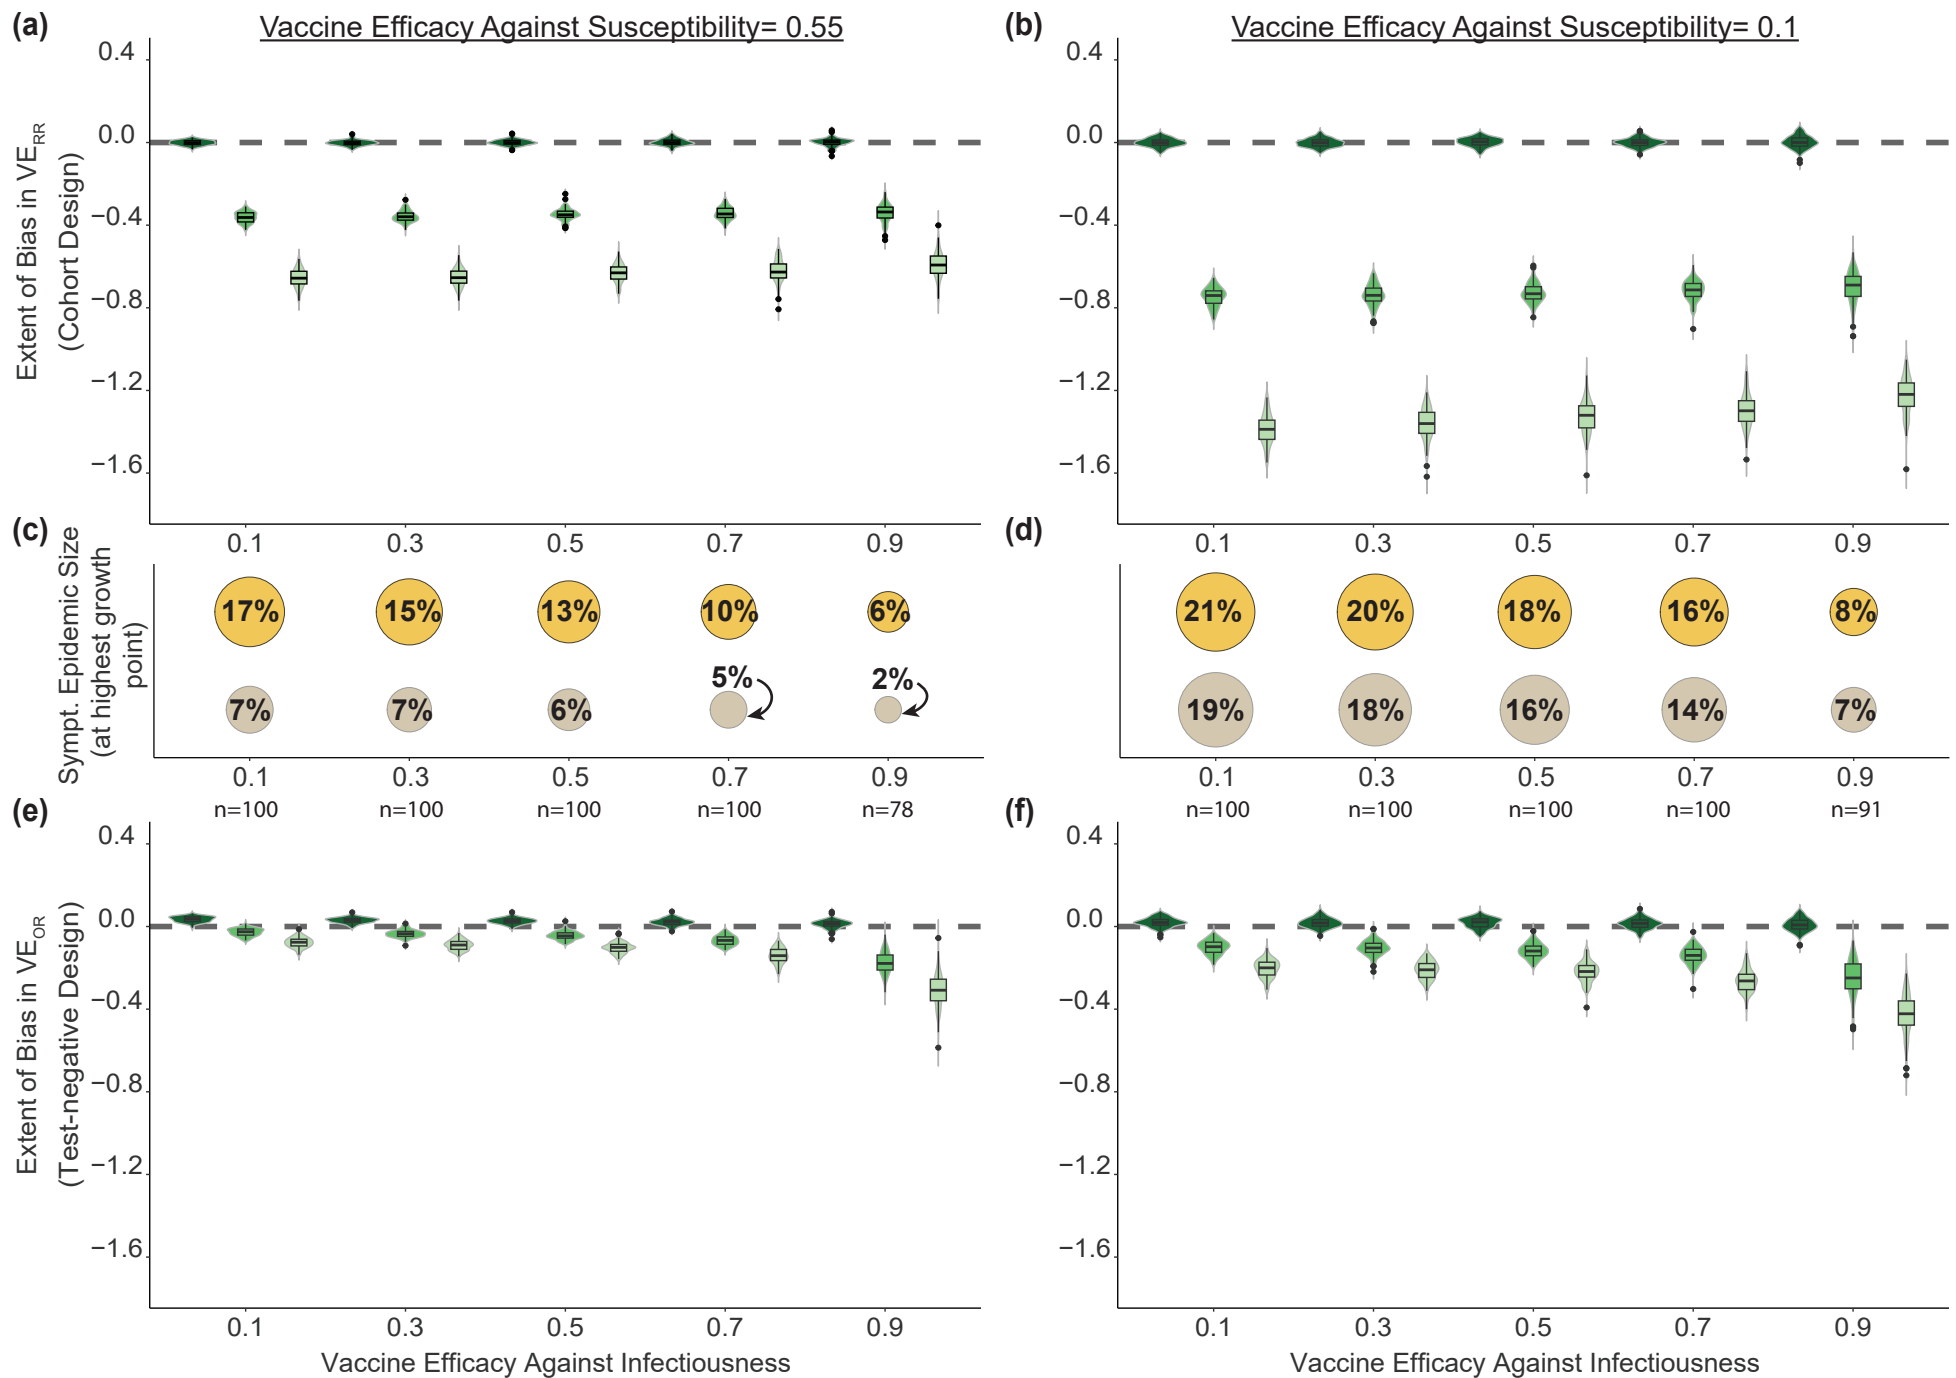 (a)
Vaccine Efficacy Against Susceptibility= 0.55
(b)
Vaccine Efficacy Against Susceptibility= 0.1
Extent of Bias in VE_RR
(Cohort Design)
0.4
0.0
−0.4
−0.8
−1.2
−1.6
0.1 0.3 0.5 0.7 0.9
0.4
0.0
−0.4
−0.8
−1.2
−1.6
0.1 0.3 0.5 0.7 0.9
(c)
Sympt. Epidemic Size
(at highest growth
point)
17% 15% 13% 10% 6%
7% 7% 6% 5% 2%
0.1 0.3 0.5 0.7 0.9
n=100 n=100 n=100 n=100 n=78
(d)
21% 20% 18% 16% 8%
19% 18% 16% 14% 7%
0.1 0.3 0.5 0.7 0.9
n=100 n=100 n=100 n=100 n=91
(e)
Extent of Bias in VE_OR
(Test-negative Design)
0.4
0.0
−0.4
−0.8
−1.2
−1.6
0.1 0.3 0.5 0.7 0.9
Vaccine Efficacy Against Infectiousness
(f)
0.4
0.0
−0.4
−0.8
−1.2
−1.6
0.1 0.3 0.5 0.7 0.9
Vaccine Efficacy Against Infectiousness